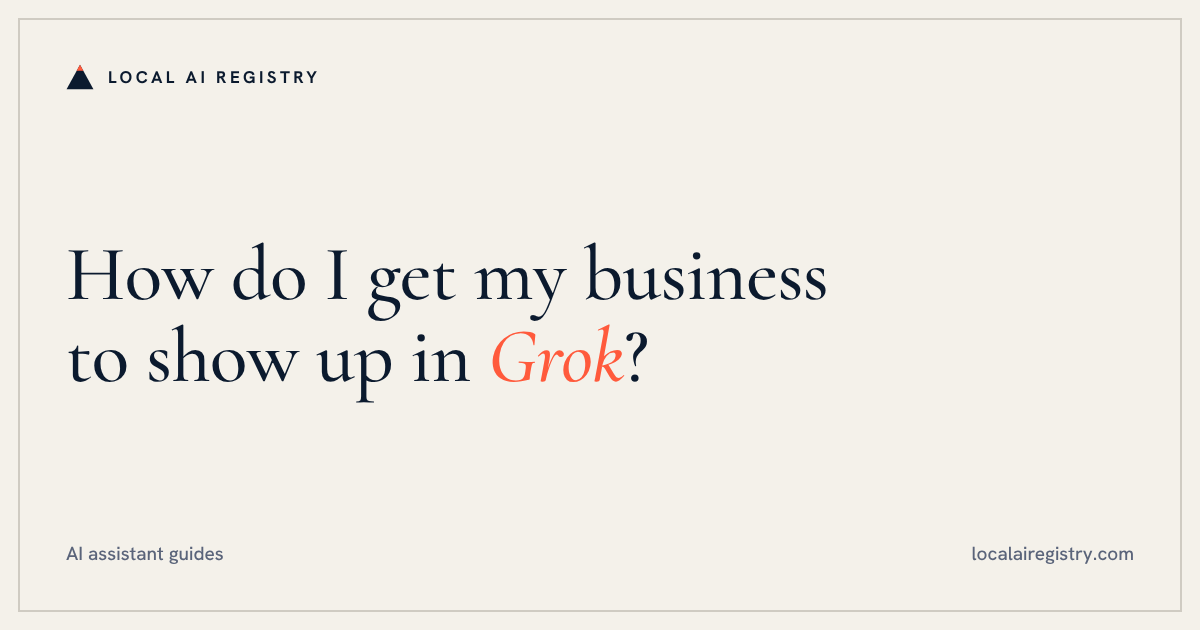 LOCAL AI REGISTRY
How do I get my business
to show up in Grok?
AI assistant guides
localairegistry.com